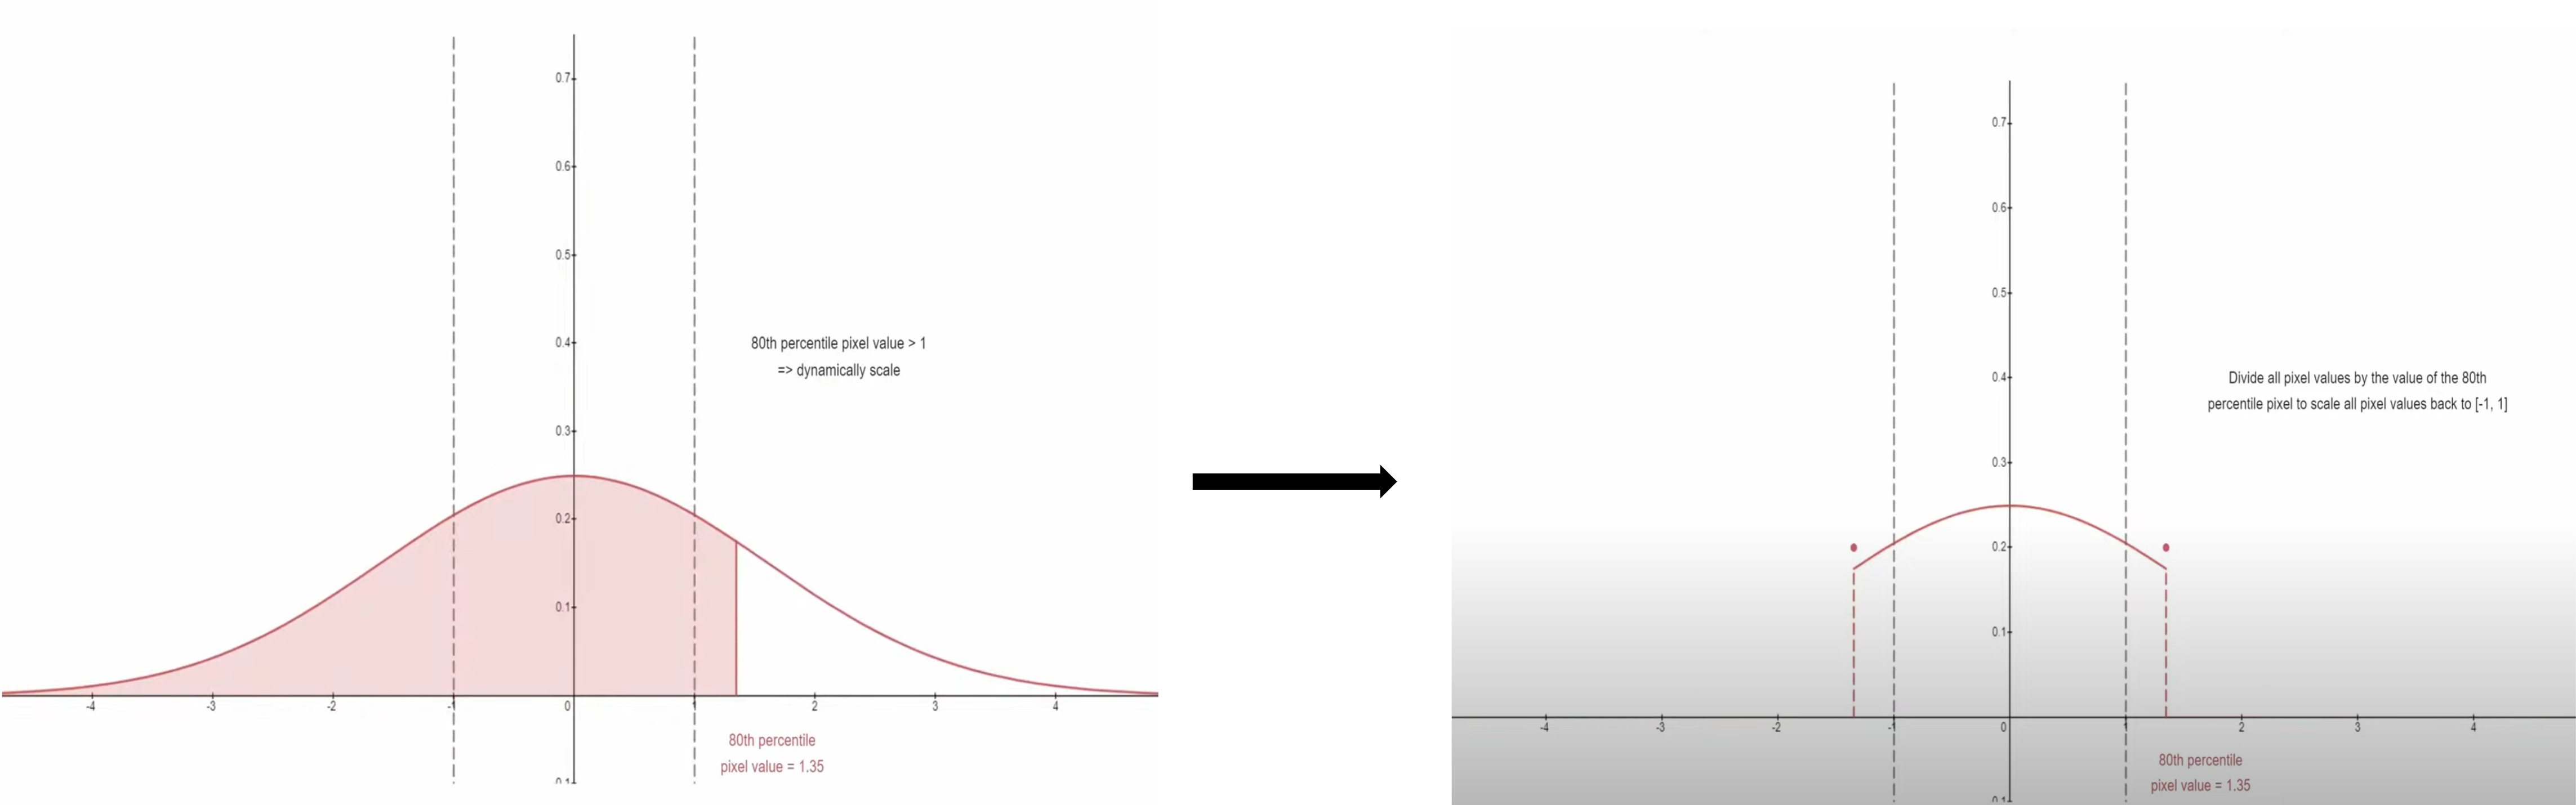 0.7
0.6
0.5
80th percentile pixel value > 1
0.4
=> dynamically scale
0.3
0.2
0.1
-4 -3 -2 -1 0 1 2 3 4
80th percentile
pixel value = 1.35
0.1
0.7
0.6
0.5
Divide all pixel values by the value of the 80th
0.4
percentile pixel to scale all pixel values back to [-1, 1]
0.3
0.2
0.1
-4 -3 -2 -1 0 1 2 3 4
80th percentile
pixel value = 1.35
0.1